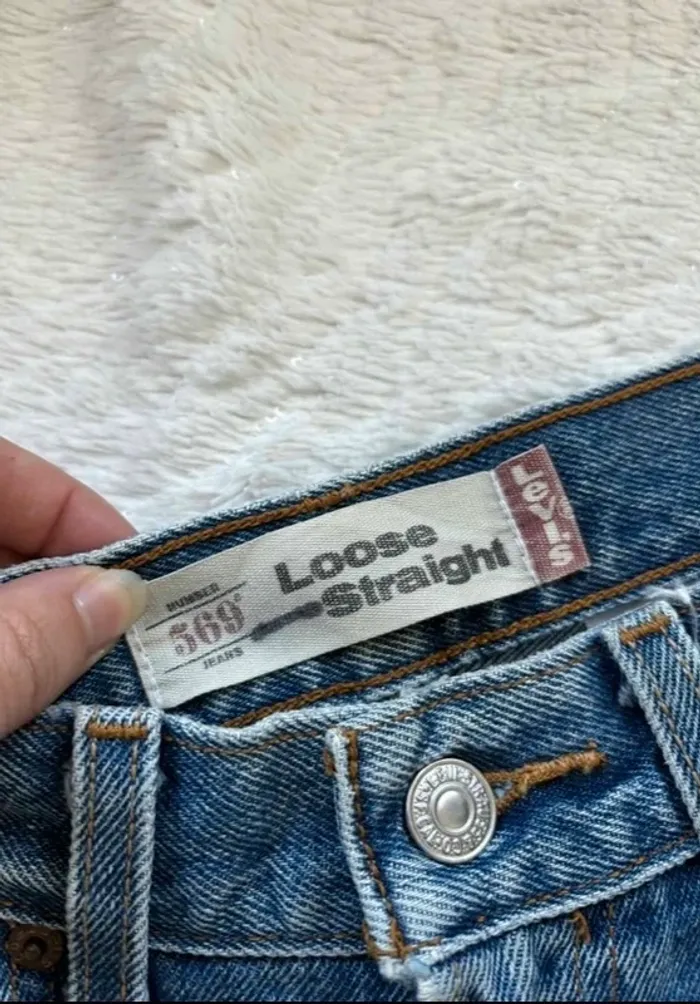 NUMBER
569
JEANS
Loose
Straight
Levi's